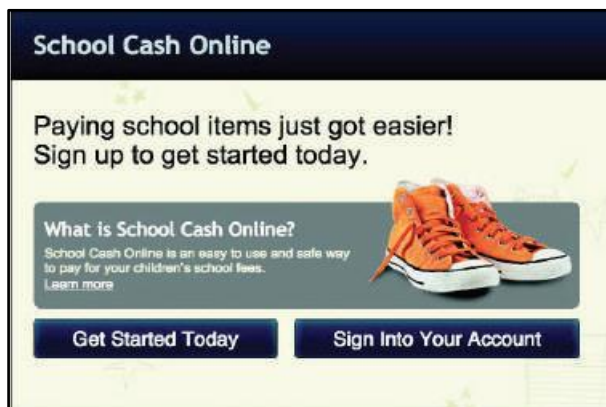 School Cash Online
Paying school items just got easier!
Sign up to get started today.
What is School Cash Online?
School Cash Online is an easy to use and safe way
to pay for your children's school fees.
Learn more
Get Started Today
Sign Into Your Account